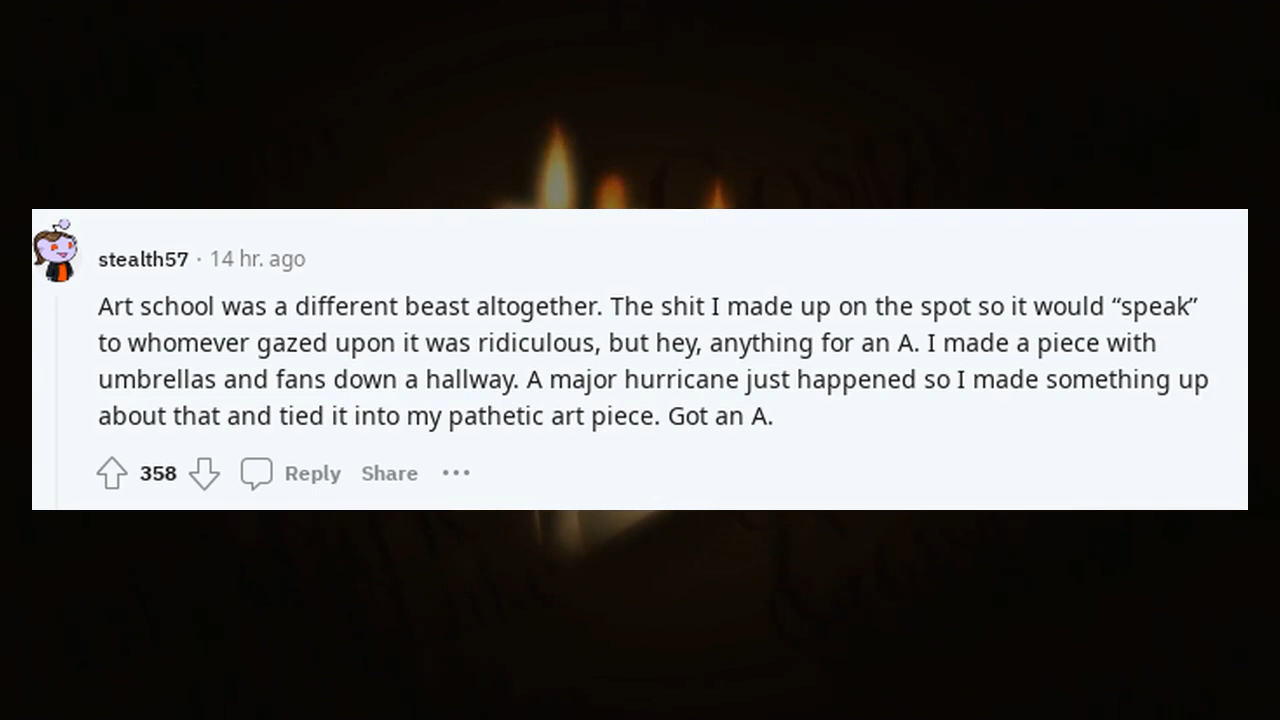 stealth57 · 14 hr. ago
Art school was a different beast altogether. The shit I made up on the spot so it would “speak”
to whomever gazed upon it was ridiculous, but hey, anything for an A. I made a piece with
umbrellas and fans down a hallway. A major hurricane just happened so I made something up
about that and tied it into my pathetic art piece. Got an A.
358 Reply Share ···